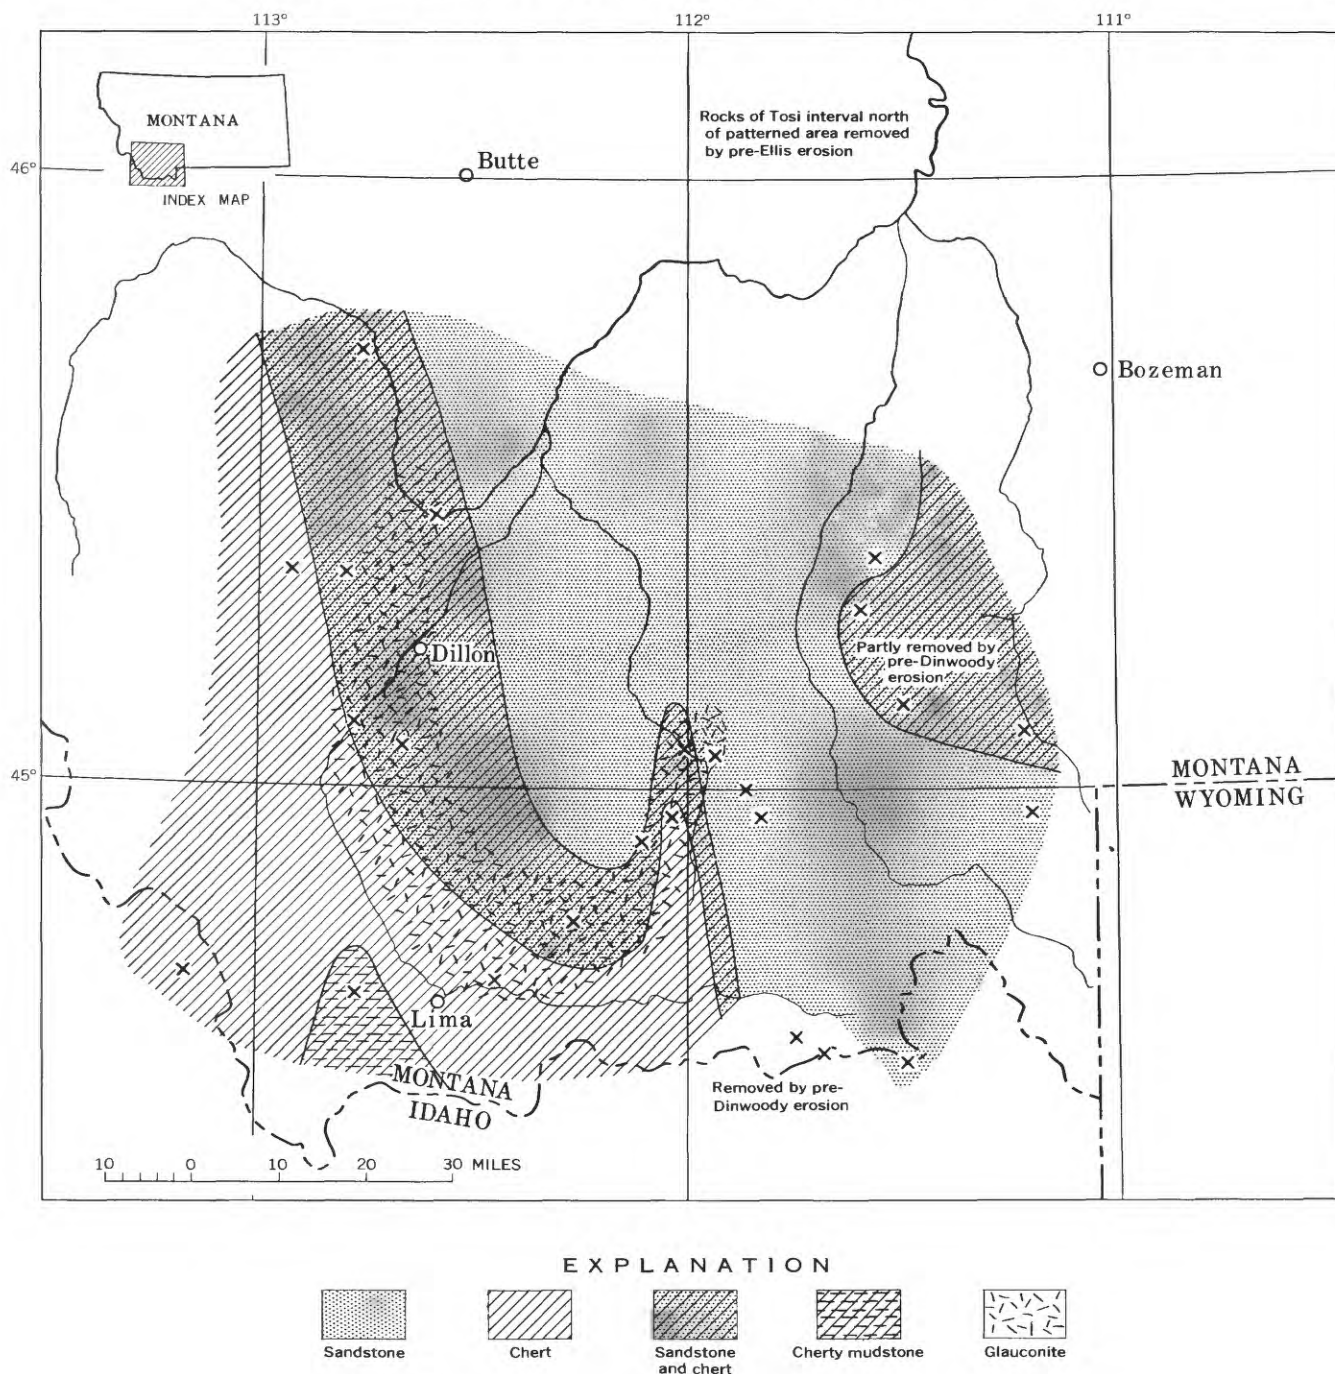 113°
112°
111°
MONTANA
INDEX MAP
46°
Butte
Rocks of Tosi interval north
of patterned area removed
by pre-Ellis erosion
Bozeman
Dillon
Partly removed by
pre-Dinwoody
erosion
45°
MONTANA
WYOMING
Lima
MONTANA
IDAHO
Removed by pre-
Dinwoody erosion
10 0 10 20 30 MILES
EXPLANATION
Sandstone
Chert
Sandstone
and chert
Cherty mudstone
Glauconite